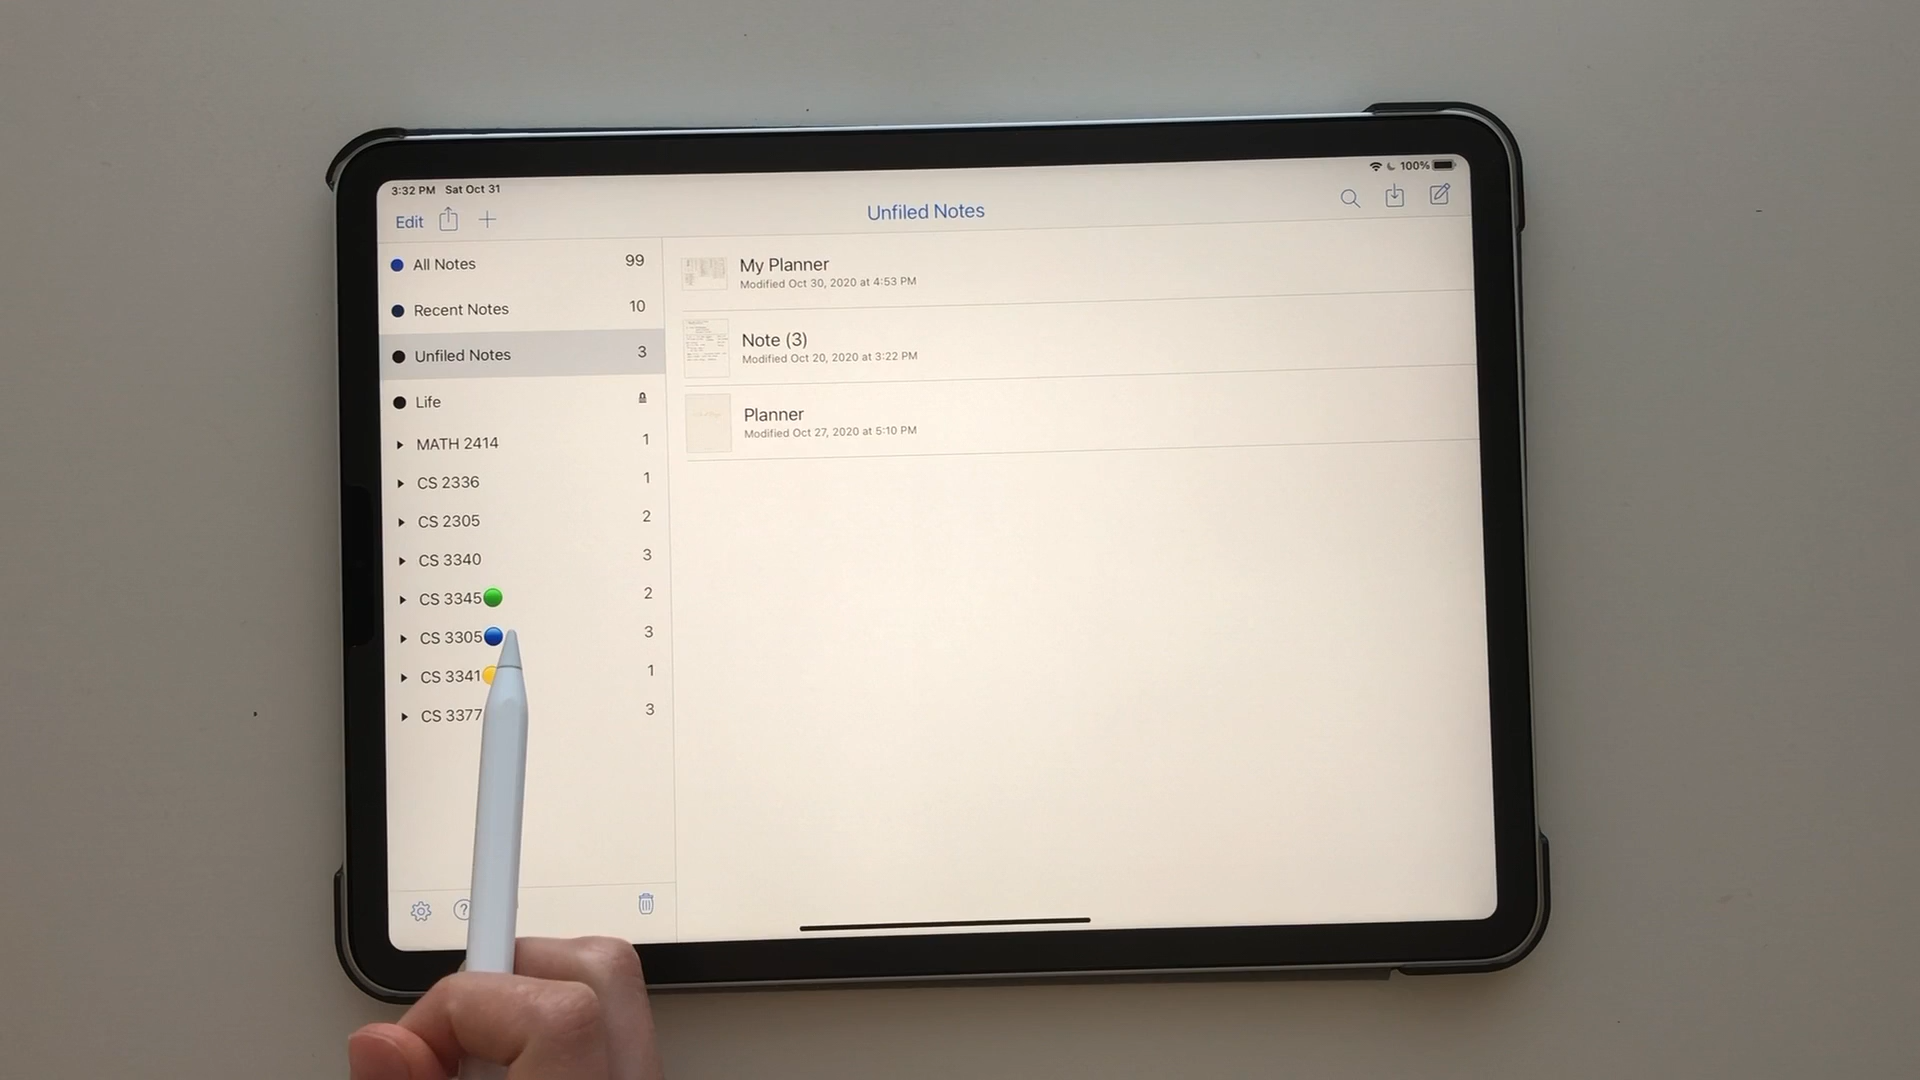 3:32 PM Sat Oct 31
100%
Edit
Unfiled Notes
All Notes 99
Recent Notes 10
Unfiled Notes 3
Life
MATH 2414 1
CS 2336 1
CS 2305 2
CS 3340 3
CS 3345 2
CS 3305 3
CS 3341 1
CS 3377 3
?
My Planner
Modified Oct 30, 2020 at 4:53 PM
Note (3)
Modified Oct 20, 2020 at 3:22 PM
Planner
Modified Oct 27, 2020 at 5:10 PM